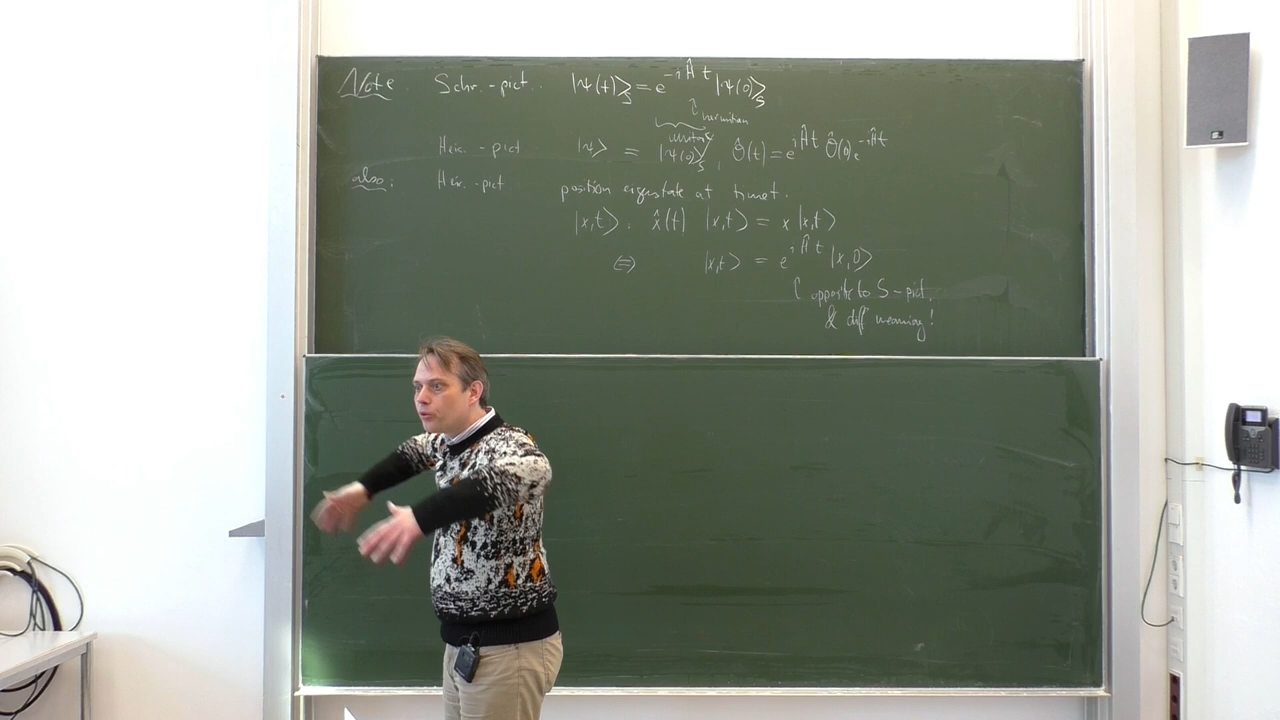 Note Schr.-pict. |ψ(t)>_S = e^{-iĤt} |ψ(0)>_S
hermitian
unitary
Heis.-pict |ψ> = |ψ(0)>_S , Ô(t) = e^{iĤt} Ô(0) e^{-iĤt}
also: Heis.-pict position eigenstate at time t.
|x,t> : x̂(t) |x,t> = x |x,t>
⇔ |x,t> = e^{iĤt} |x,0>
opposite to S-pict.
& diff meaning!